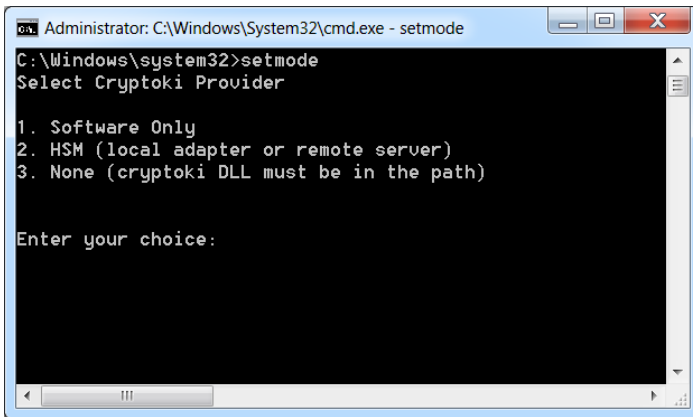 Administrator: C:\Windows\System32\cmd.exe - setmode
C:\Windows\system32>setmode
Select Cryptoki Provider
1. Software Only
2. HSM (local adapter or remote server)
3. None (cryptoki DLL must be in the path)
Enter your choice: